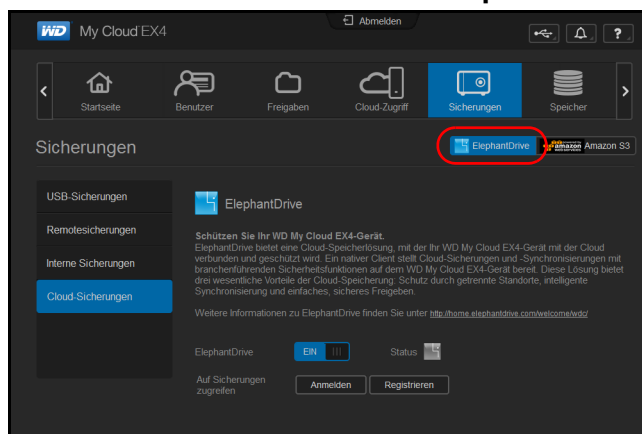 WD My Cloud EX4
Abmelden
?
Startseite
Benutzer
Freigaben
Cloud-Zugriff
Sicherungen
Speicher
Sicherungen
ElephantDrive
amazon Amazon S3
USB-Sicherungen
Remotesicherungen
Interne Sicherungen
Cloud-Sicherungen
ElephantDrive
Schützen Sie Ihr WD My Cloud EX4-Gerät.
ElephantDrive bietet eine Cloud-Speicherlösung, mit der Ihr WD My Cloud EX4-Gerät mit der Cloud
verbunden und geschützt wird. Ein nativer Client stellt Cloud-Sicherungen und -Synchronisierungen mit
branchenführenden Sicherheitsfunktionen auf dem WD My Cloud EX4-Gerät bereit. Diese Lösung bietet
drei wesentliche Vorteile der Cloud-Speicherung: Schutz durch getrennte Standorte, intelligente
Synchronisierung und einfaches, sicheres Freigeben.
Weitere Informationen zu ElephantDrive finden Sie unter http://home.elephantdrive.com/welcome/wdc/
ElephantDrive EIN Status
Auf Sicherungen
zugreifen
Anmelden Registrieren